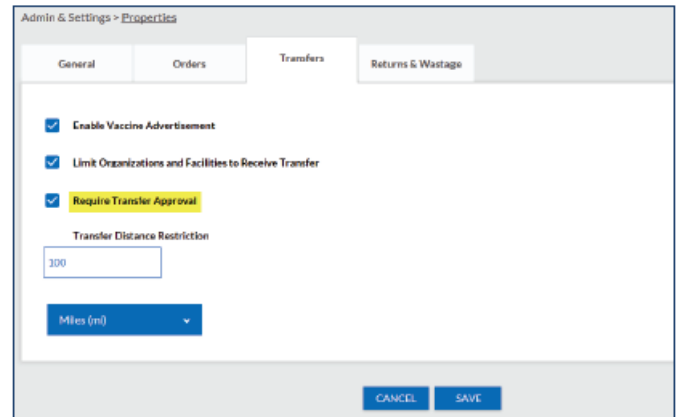 Admin & Settings > Properties
General Orders Transfers Returns & Wastage
Enable Vaccine Advertisement
Limit Organizations and Facilities to Receive Transfer
Require Transfer Approval
Transfer Distance Restriction
100
Miles (mi)
CANCEL SAVE